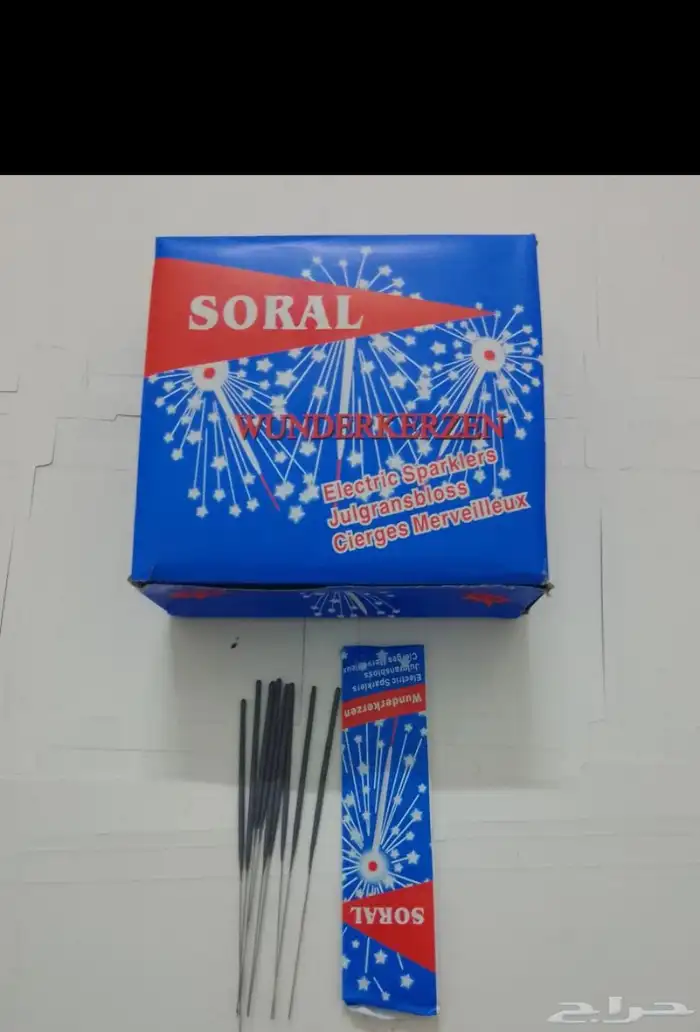 SORAL
WUNDERKERZEN
Electric Sparklers
Julgransbloss
Cierges Merveilleux
Cierges Merveilleux
Julgransbloss
Electric Sparklers
Wunderkerzen
SORAL
حراج